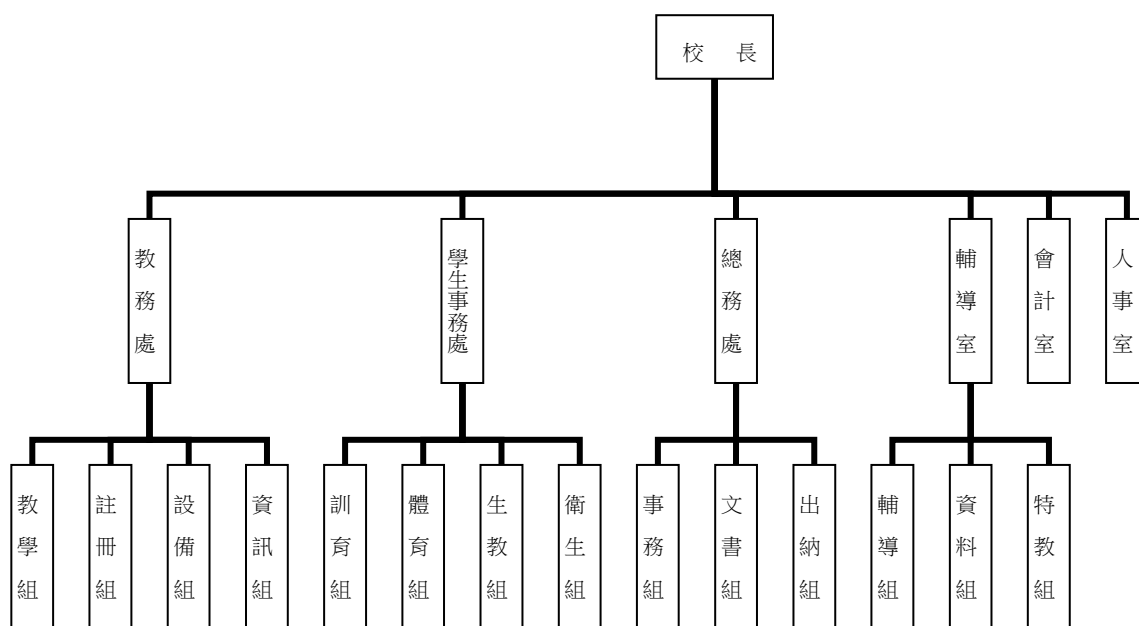 校 長
教務處
學生事務處
總務處
輔導室
會計室
人事室
教學組
註冊組
設備組
資訊組
訓育組
體育組
生教組
衛生組
事務組
文書組
出納組
輔導組
資料組
特教組